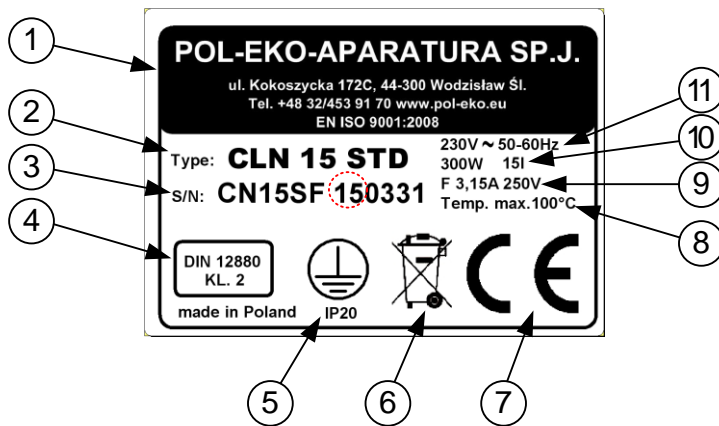 1
POL-EKO-APARATURA SP.J.
ul. Kokoszycka 172C, 44-300 Wodzisław Śl.
Tel. +48 32/453 91 70 www.pol-eko.eu
EN ISO 9001:2008
2
Type: CLN 15 STD
3
S/N: CN15SF 150331
230V ~ 50-60Hz
300W 15l
F 3,15A 250V
Temp. max.100°C
11
10
9
8
4
DIN 12880
KL. 2
made in Poland
IP20
CE
5
6
7